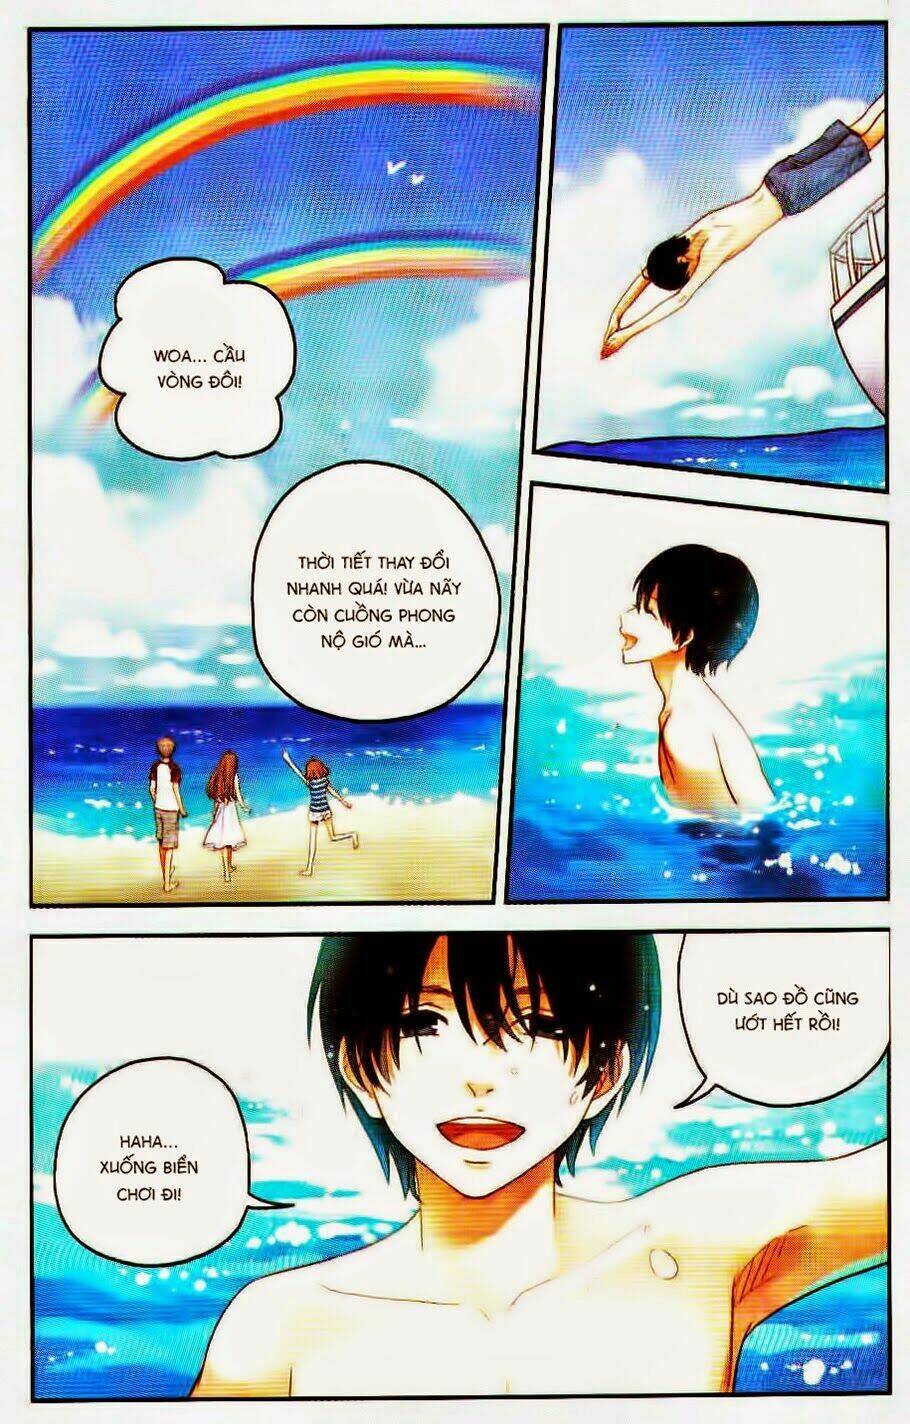 WOA... CẦU
VÒNG ĐÔI!
THỜI TIẾT THAY ĐỔI
NHANH QUÁ! VỪA NÃY
CÒN CUỒNG PHONG
NỘ GIÓ MÀ...
DÙ SAO ĐỒ CŨNG
ƯỚT HẾT RỒI!
HAHA...
XUỐNG BIỂN
CHƠI ĐI!